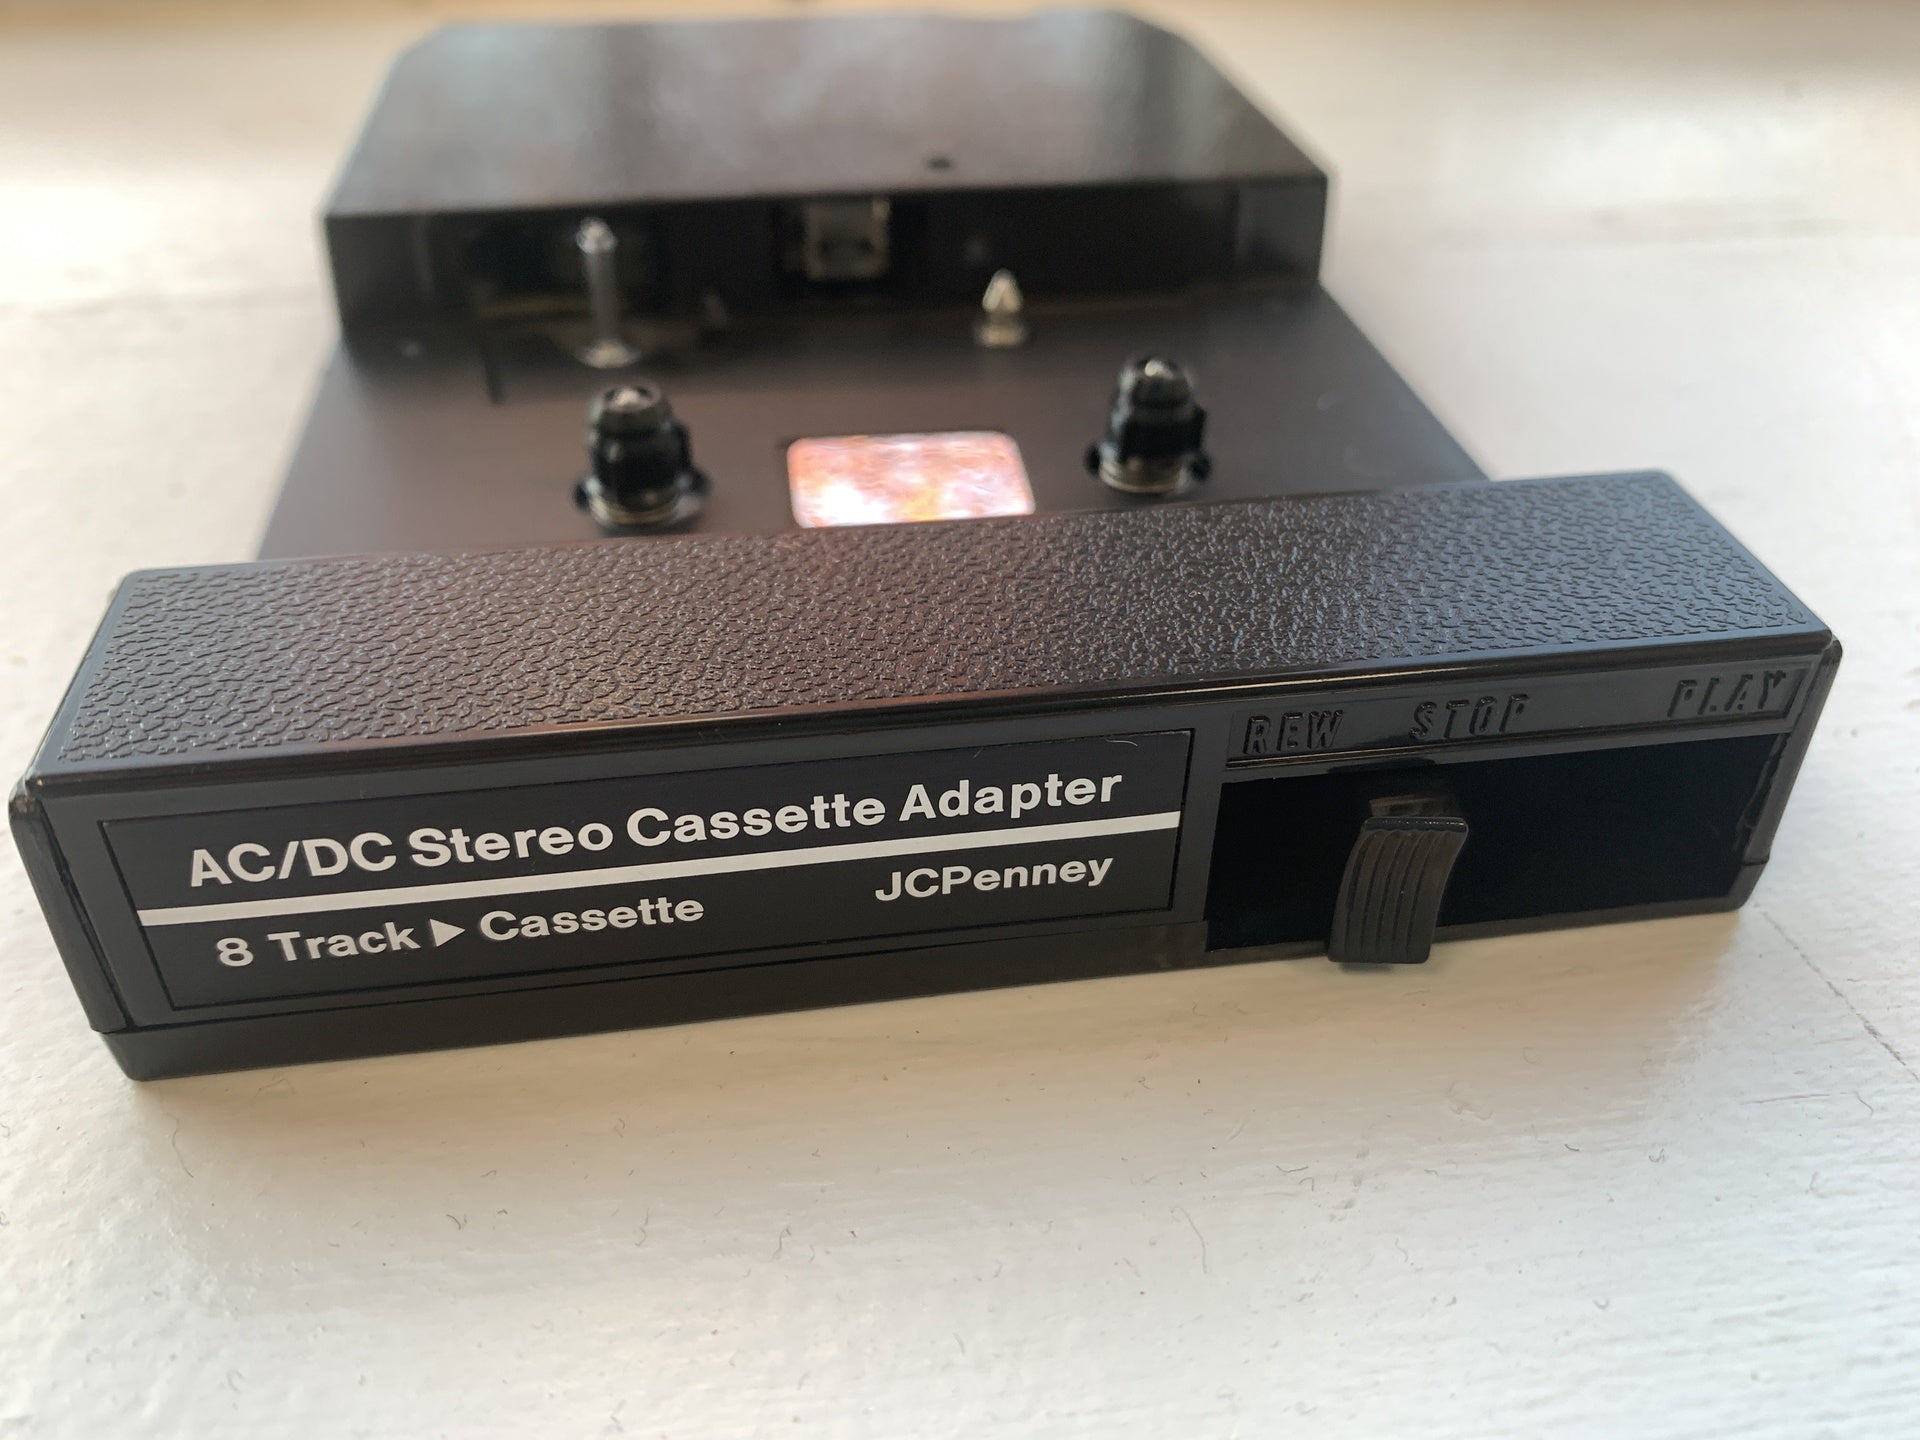 AC/DC Stereo Cassette Adapter
8 Track ▶ Cassette JCPenney
REW STOP PLAY